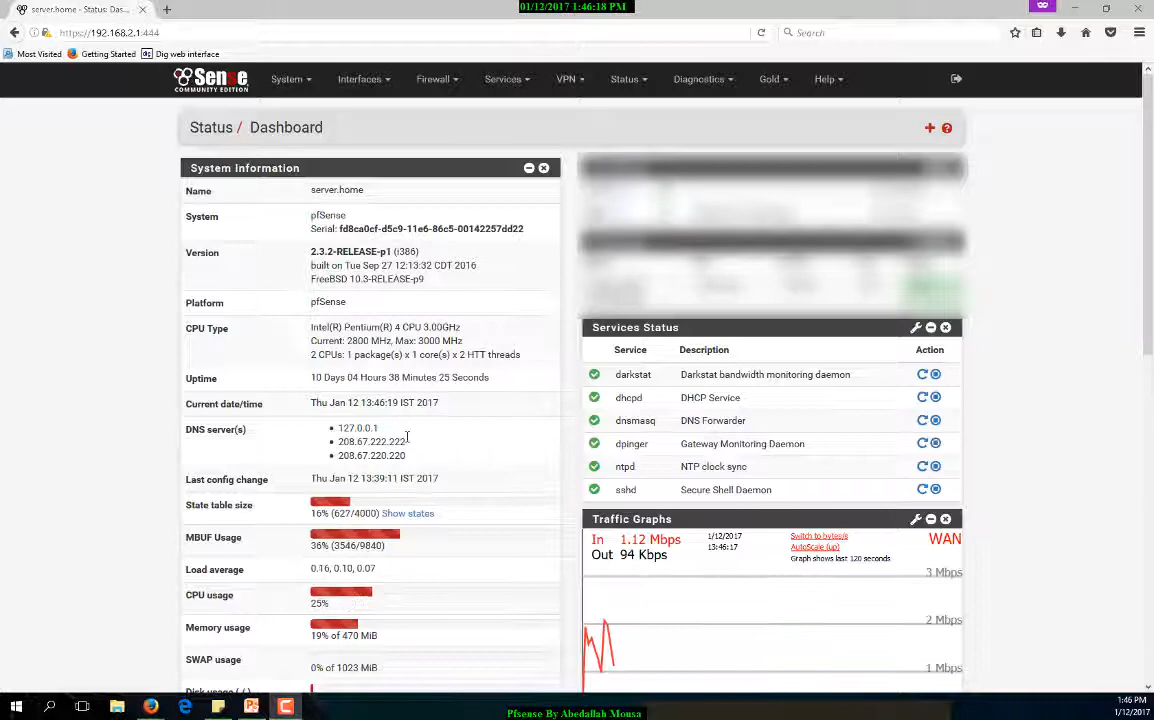 01/12/2017 1:46:18 PM
server.home - Status: Das...
https://192.168.2.1:444
Search
Most Visited
Getting Started
dig Dig web interface
Sense
COMMUNITY EDITION
System
Interfaces
Firewall
Services
VPN
Status
Diagnostics
Gold
Help
Status / Dashboard
System Information
Name server.home
System pfSense
Serial: fd8ca0cf-d5c9-11e6-86c5-00142257dd22
Version 2.3.2-RELEASE-p1 (i386)
built on Tue Sep 27 12:13:32 CDT 2016
FreeBSD 10.3-RELEASE-p9
Platform pfSense
CPU Type Intel(R) Pentium(R) 4 CPU 3.00GHz
Current: 2800 MHz, Max: 3000 MHz
2 CPUs: 1 package(s) x 1 core(s) x 2 HTT threads
Uptime 10 Days 04 Hours 38 Minutes 25 Seconds
Current date/time Thu Jan 12 13:46:19 IST 2017
DNS server(s)
127.0.0.1
208.67.222.222
208.67.220.220
Last config change Thu Jan 12 13:39:11 IST 2017
State table size
16% (627/4000) Show states
MBUF Usage
36% (3546/9840)
Load average 0.16, 0.10, 0.07
CPU usage
25%
Memory usage
19% of 470 MiB
SWAP usage
0% of 1023 MiB
Disk usage ( / )
Services Status
Service Description Action
darkstat Darkstat bandwidth monitoring daemon
dhcpd DHCP Service
dnsmasq DNS Forwarder
dpinger Gateway Monitoring Daemon
ntpd NTP clock sync
sshd Secure Shell Daemon
Traffic Graphs
In 1.12 Mbps
Out 94 Kbps
1/12/2017
13:46:17
Switch to bytes/s
AutoScale (up)
Graph shows last 120 seconds
WAN
3 Mbps
2 Mbps
1 Mbps
Pfsense By Abedallah Mousa
1:46 PM
1/12/2017